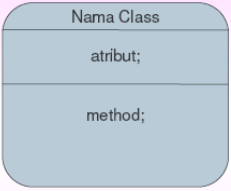 Nama Class
atribut;
method;